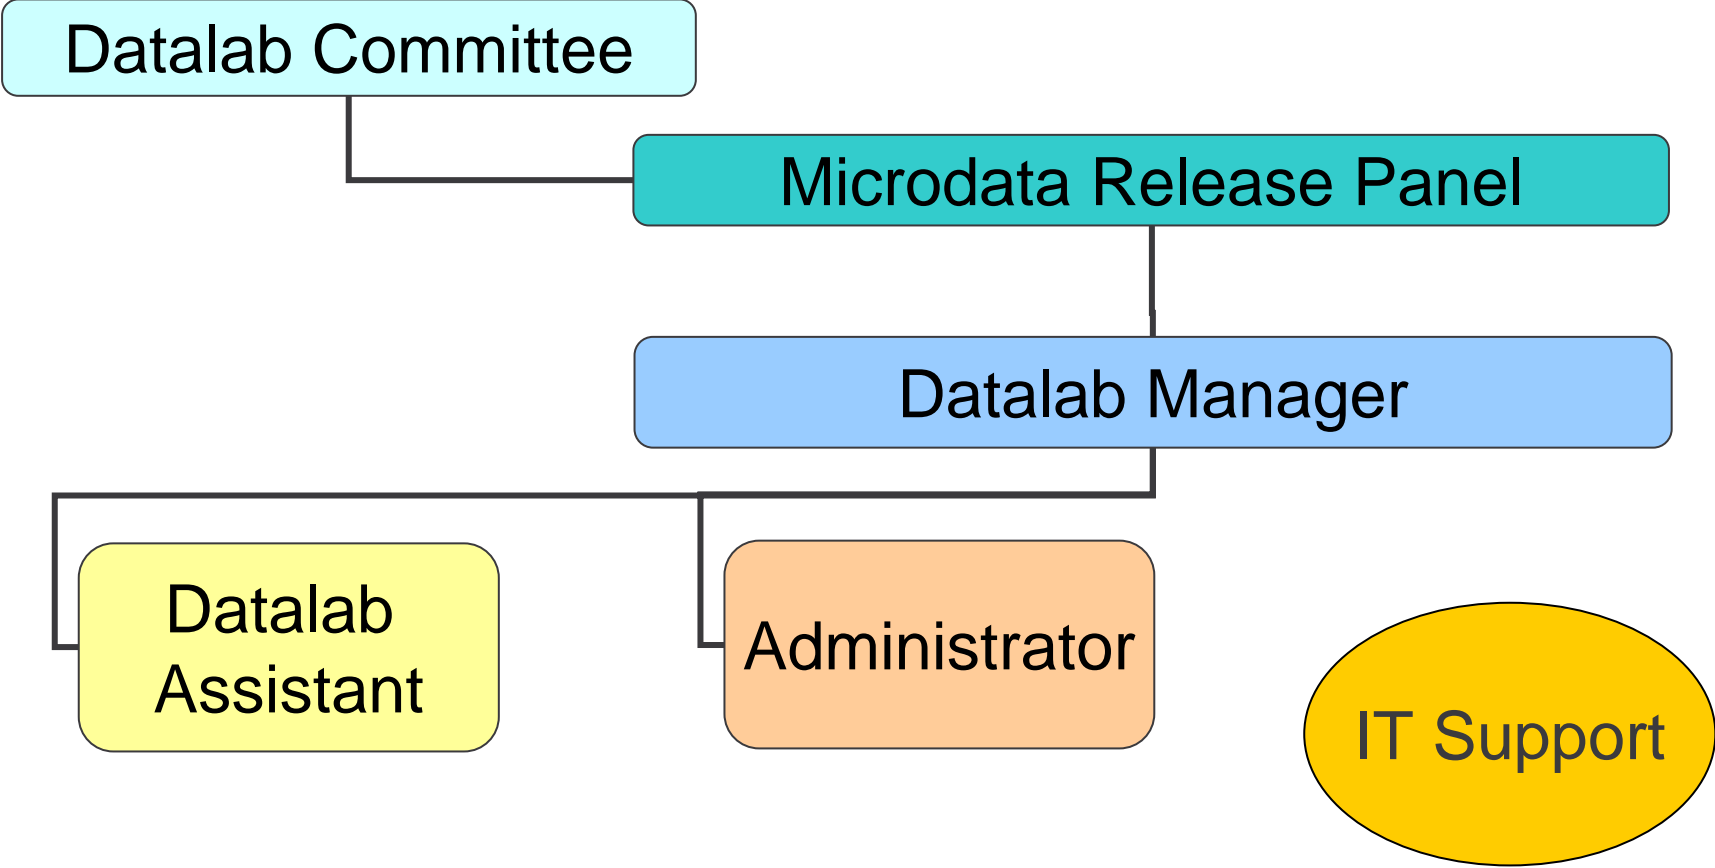 Datalab Committee
Microdata Release Panel
Datalab Manager
Datalab
Assistant
Administrator
IT Support